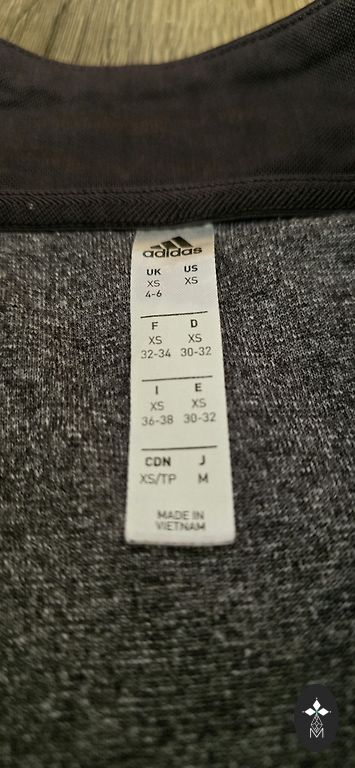 adidas
UK US
XS XS
4-6
F D
XS XS
32-34 30-32
I E
XS XS
36-38 30-32
CDN J
XS/TP M
MADE IN
VIETNAM
M